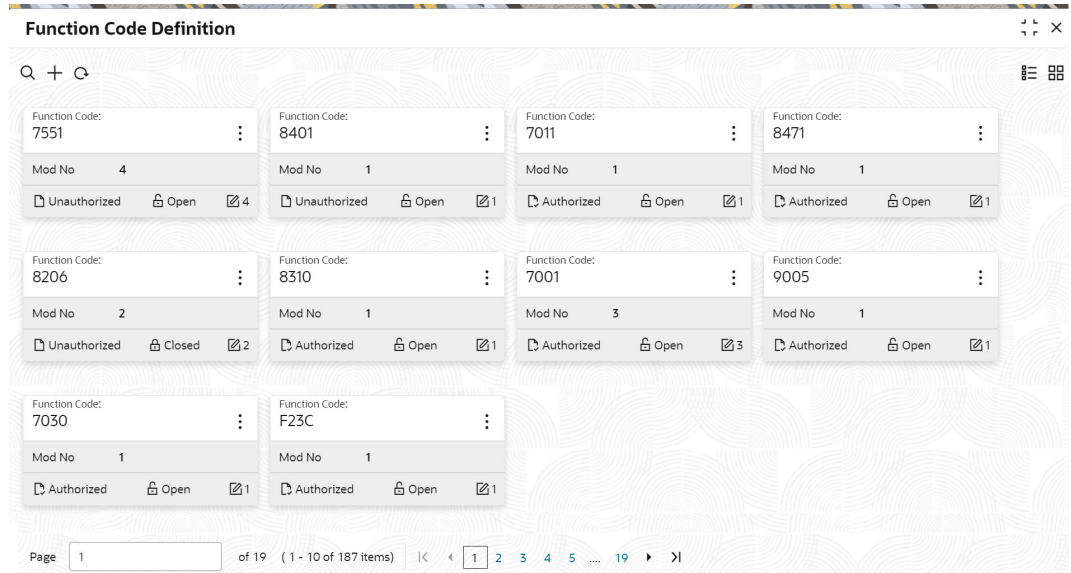 Function Code Definition
Function Code:
7551
Mod No 4
Unauthorized Open 4
Function Code:
8401
Mod No 1
Unauthorized Open 1
Function Code:
7011
Mod No 1
Authorized Open 1
Function Code:
8471
Mod No 1
Authorized Open 1
Function Code:
8206
Mod No 2
Unauthorized Closed 2
Function Code:
8310
Mod No 1
Authorized Open 1
Function Code:
7001
Mod No 3
Authorized Open 3
Function Code:
9005
Mod No 1
Authorized Open 1
Function Code:
7030
Mod No 1
Authorized Open 1
Function Code:
F23C
Mod No 1
Authorized Open 1
Page 1 of 19 ( 1 - 10 of 187 items) 1 2 3 4 5 .... 19